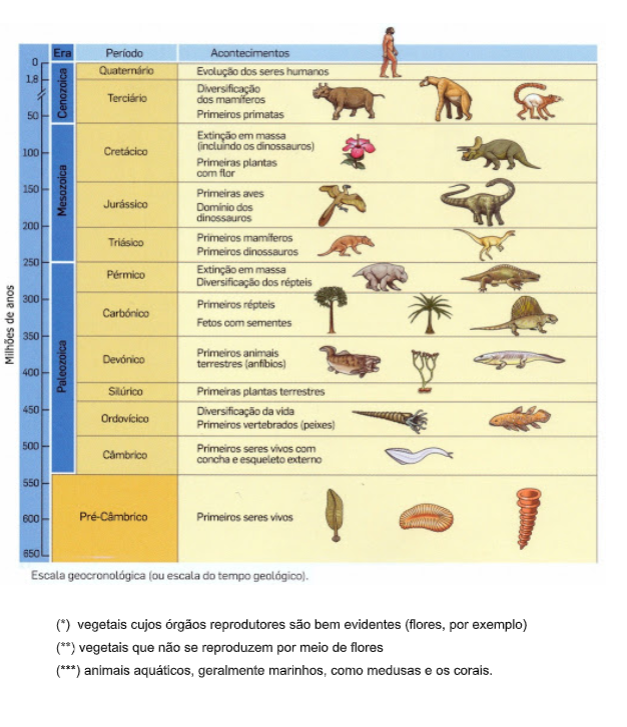 Era Período Acontecimentos
0
Quaternário Evolução dos seres humanos
1.8
Cenozoica
Terciário
Diversificação
dos mamíferos
Primeiros primatas
50
Mesozoica
Cretácico
Extinção em massa
(incluindo os dinossauros)
Primeiras plantas
com flor
100
150
Jurássico
Primeiras aves
Domínio dos
dinossauros
200
Triásico
Primeiros mamíferos
Primeiros dinossauros
250
Paleozoica
Pérmico
Extinção em massa
Diversificação dos répteis
300
Carbónico
Primeiros répteis
Fetos com sementes
350
Devónico
Primeiros animais
terrestres (anfíbios)
400
Silúrico Primeiras plantas terrestres
450
Ordovícico
Diversificação da vida
Primeiros vertebrados (peixes)
500
Câmbrico
Primeiros seres vivos com
concha e esqueleto externo
550
600
Pré-Câmbrico Primeiros seres vivos
650
Milhões de anos
Escala geocronológica (ou escala do tempo geológico).
(*) vegetais cujos órgãos reprodutores são bem evidentes (flores, por exemplo)
(**) vegetais que não se reproduzem por meio de flores
(***) animais aquáticos, geralmente marinhos, como medusas e os corais.